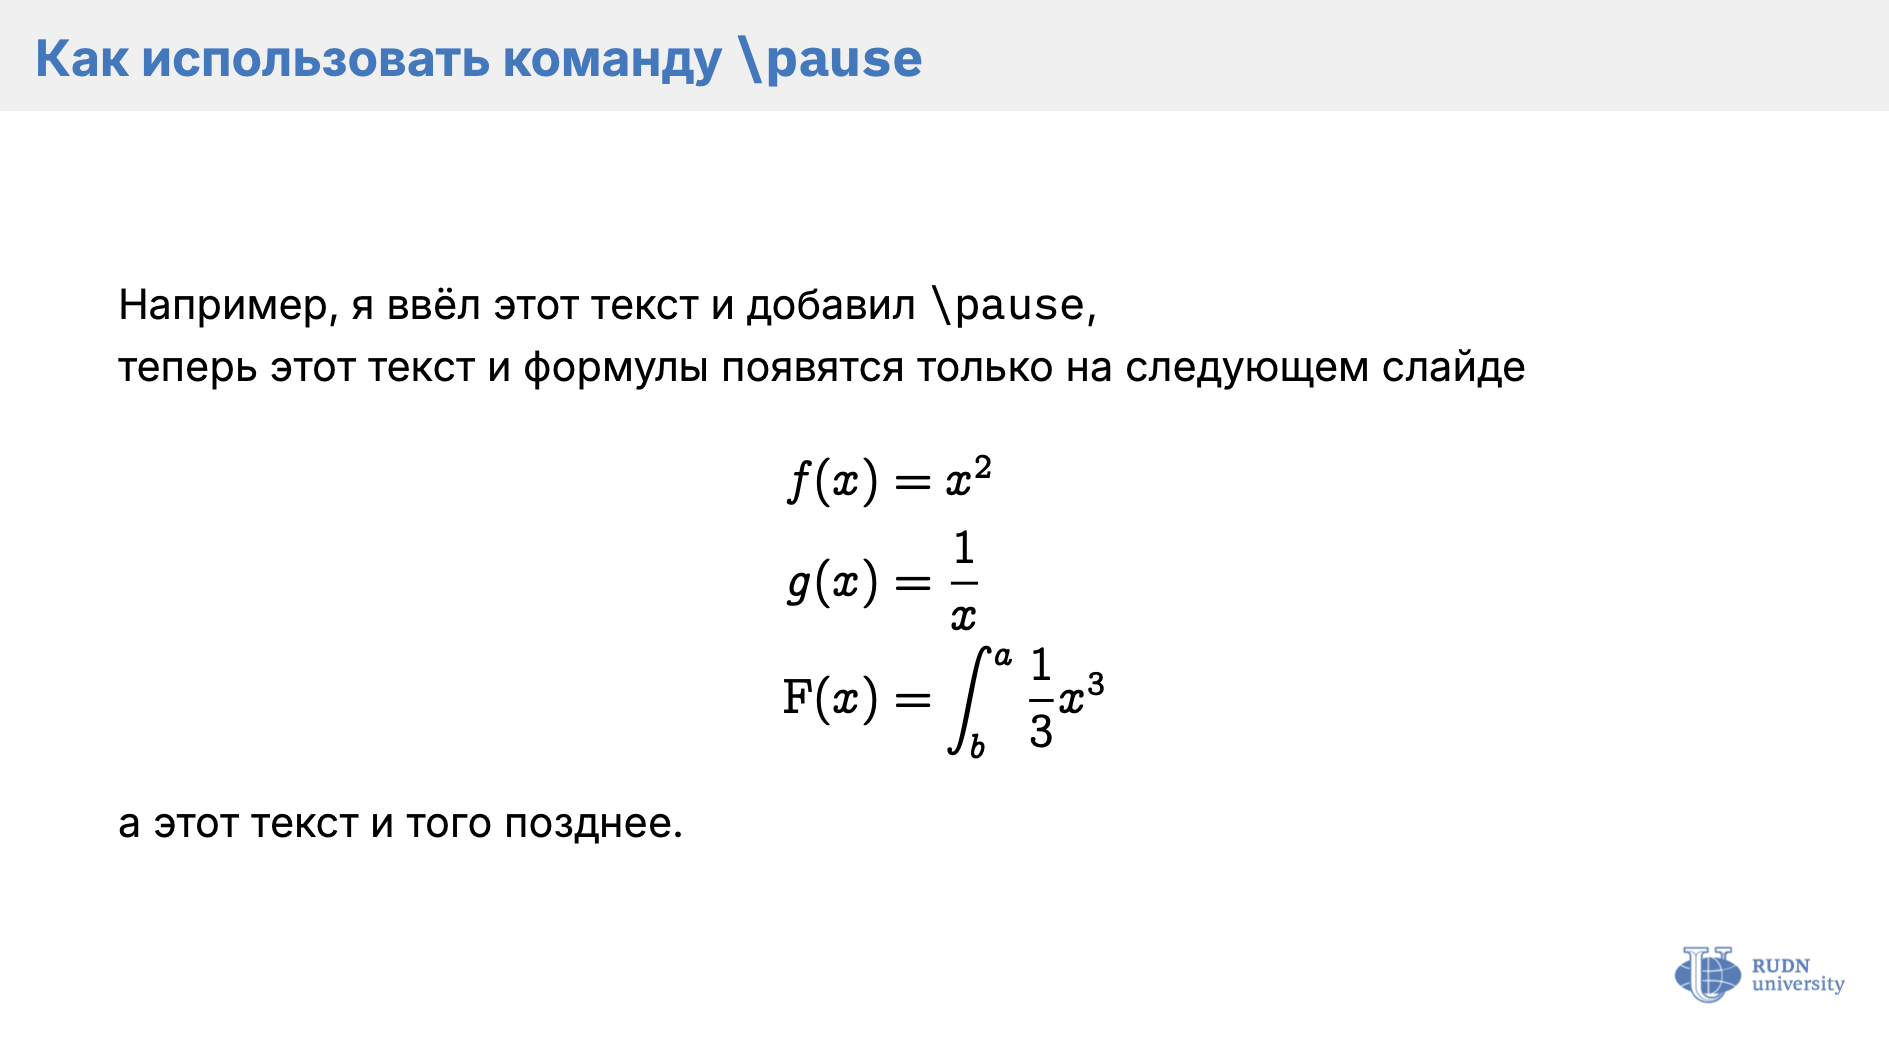 Как использовать команду \pause
Например, я ввёл этот текст и добавил \pause,
теперь этот текст и формулы появятся только на следующем слайде
f(x) = x^2
g(x) = \frac{1}{x}
F(x) = \int_b^a \frac{1}{3}x^3
а этот текст и того позднее.
RUDN
university